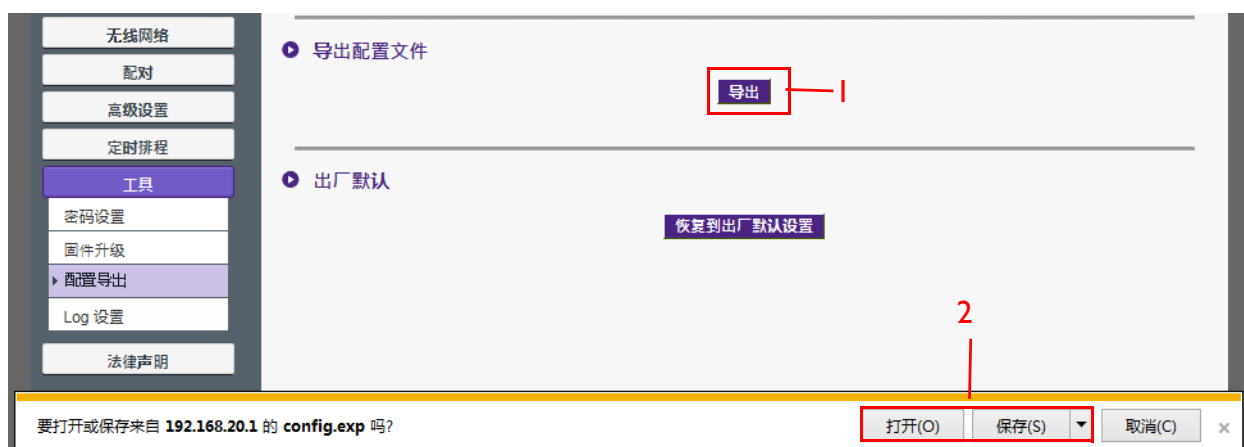 无线网络
配对
高级设置
定时排程
工具
密码设置
固件升级
配置导出
Log 设置
法律声明
导出配置文件
导出
1
出厂默认
恢复到出厂默认设置
2
要打开或保存来自 192.168.20.1 的 config.exp 吗?
打开(O)
保存(S)
取消(C)